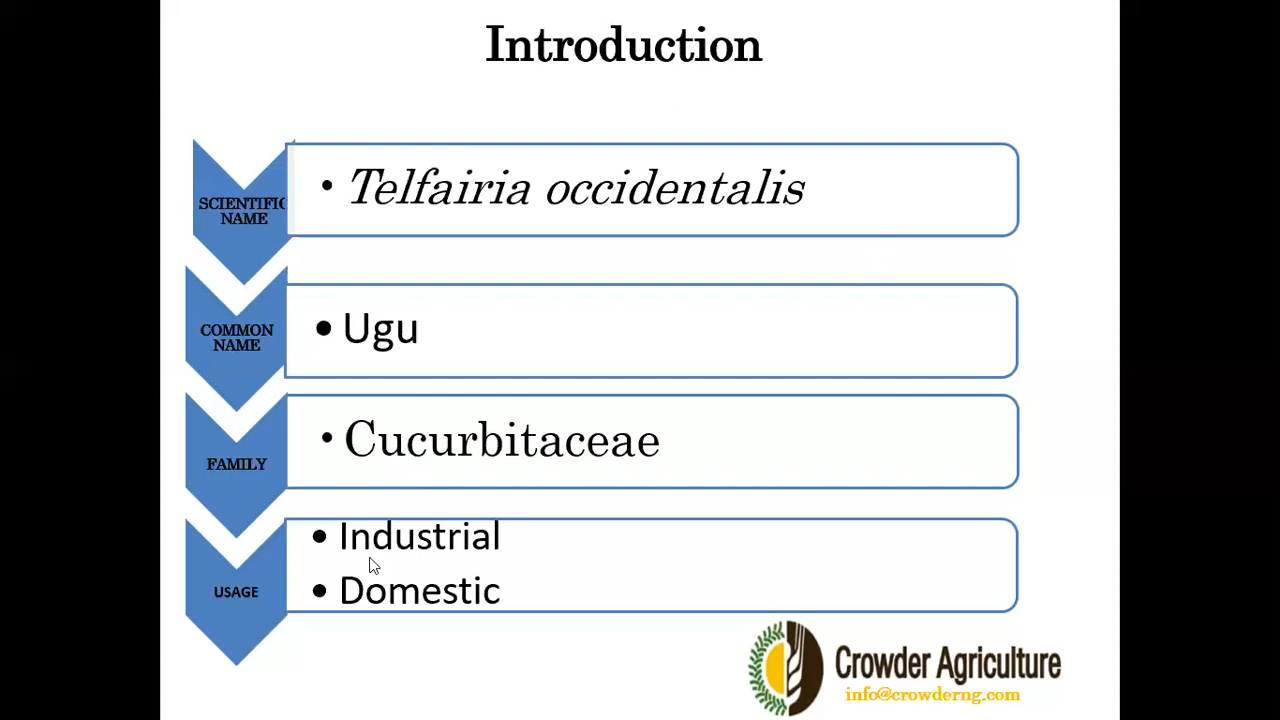 Introduction
SCIENTIFIC
NAME
• Telfairia occidentalis
COMMON
NAME
• Ugu
FAMILY
• Cucurbitaceae
USAGE
• Industrial
• Domestic
Crowder Agriculture
info@crowderng.com